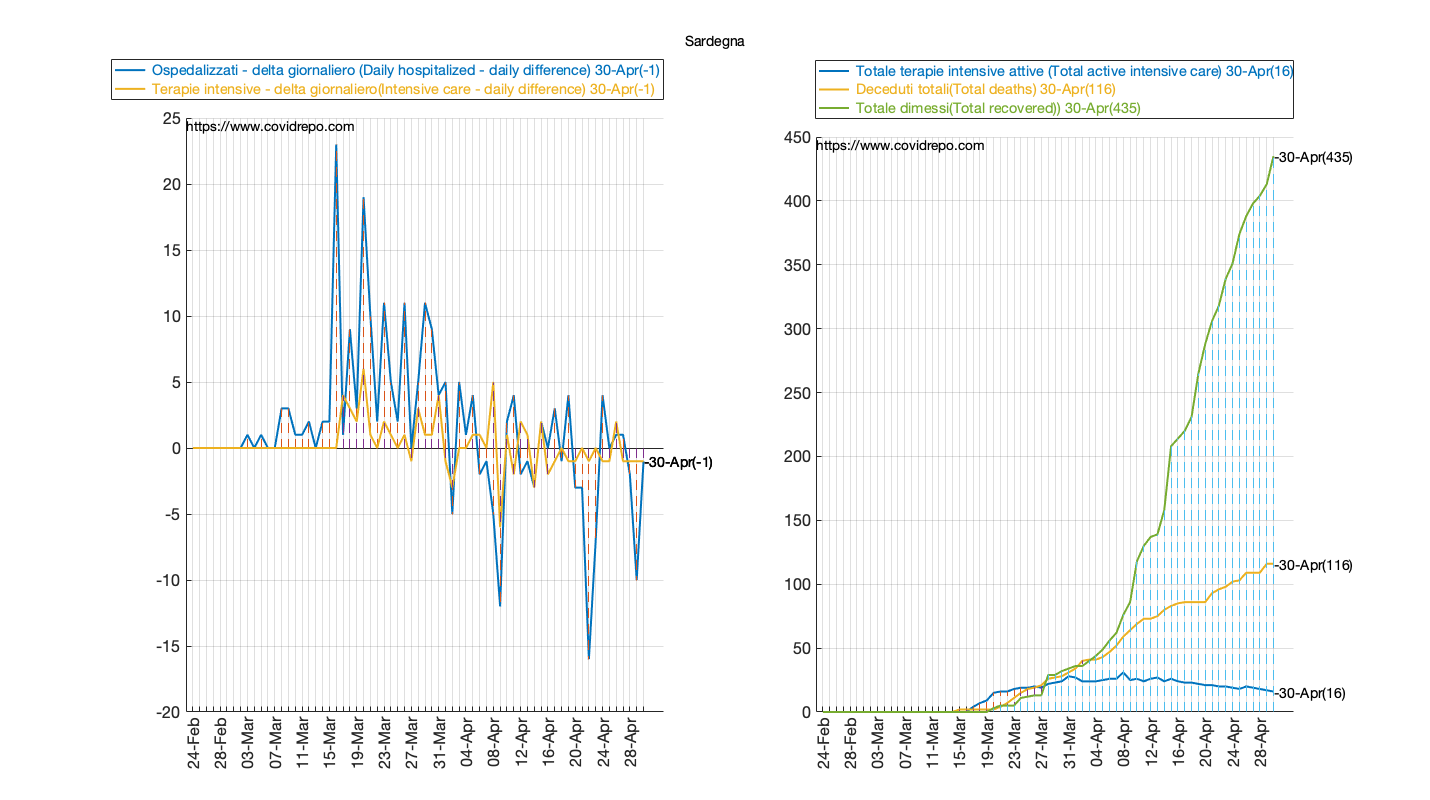 Sardegna
Ospedalizzati - delta giornaliero (Daily hospitalized - daily difference) 30-Apr(-1)
Terapie intensive - delta giornaliero(Intensive care - daily difference) 30-Apr(-1)
https://www.covidrepo.com
25
20
15
10
5
0
-5
-10
-15
-20
-30-Apr(-1)
24-Feb
28-Feb
03-Mar
07-Mar
11-Mar
15-Mar
19-Mar
23-Mar
27-Mar
31-Mar
04-Apr
08-Apr
12-Apr
16-Apr
20-Apr
24-Apr
28-Apr
Totale terapie intensive attive (Total active intensive care) 30-Apr(16)
Deceduti totali(Total deaths) 30-Apr(116)
Totale dimessi(Total recovered)) 30-Apr(435)
https://www.covidrepo.com
450
400
350
300
250
200
150
100
50
0
-30-Apr(435)
-30-Apr(116)
-30-Apr(16)
24-Feb
28-Feb
03-Mar
07-Mar
11-Mar
15-Mar
19-Mar
23-Mar
27-Mar
31-Mar
04-Apr
08-Apr
12-Apr
16-Apr
20-Apr
24-Apr
28-Apr